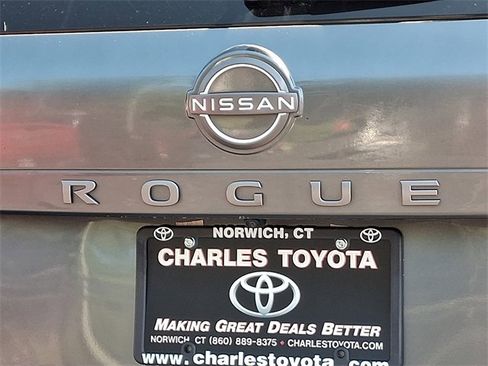 NISSAN
ROGUE
NORWICH, CT
CHARLES TOYOTA
MAKING GREAT DEALS BETTER
NORWICH, CT (860) 889-8375 • CHARLESTOYOTA.COM
www.charlestoyota.com